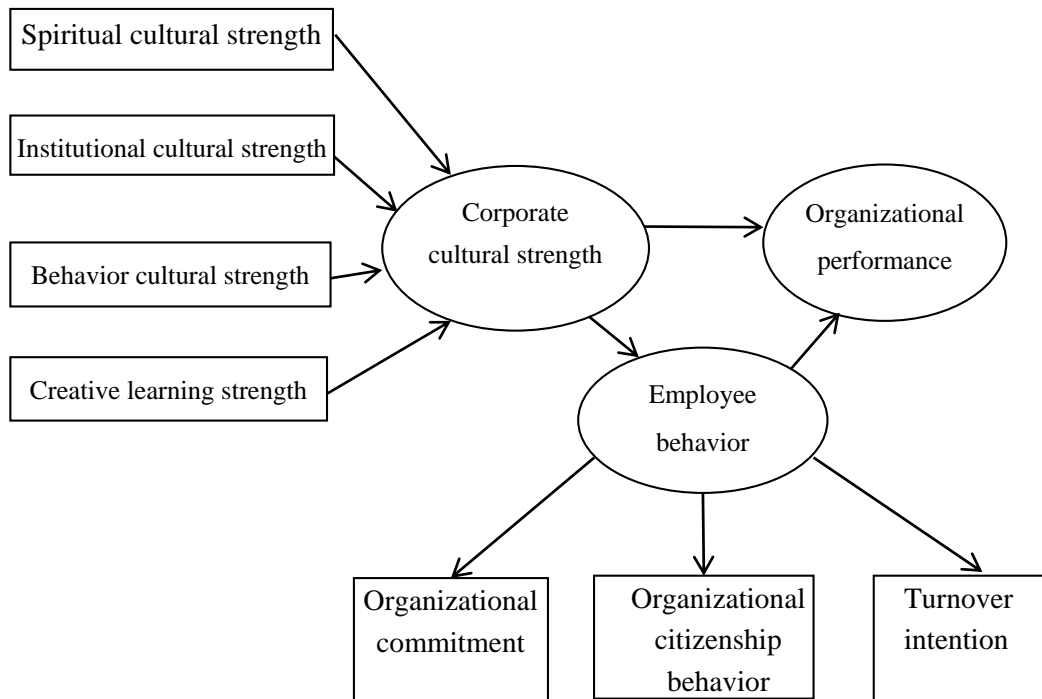 Spiritual cultural strength
Institutional cultural strength
Behavior cultural strength
Creative learning strength
Corporate
cultural strength
Organizational
performance
Employee
behavior
Organizational
commitment
Organizational
citizenship
behavior
Turnover
intention